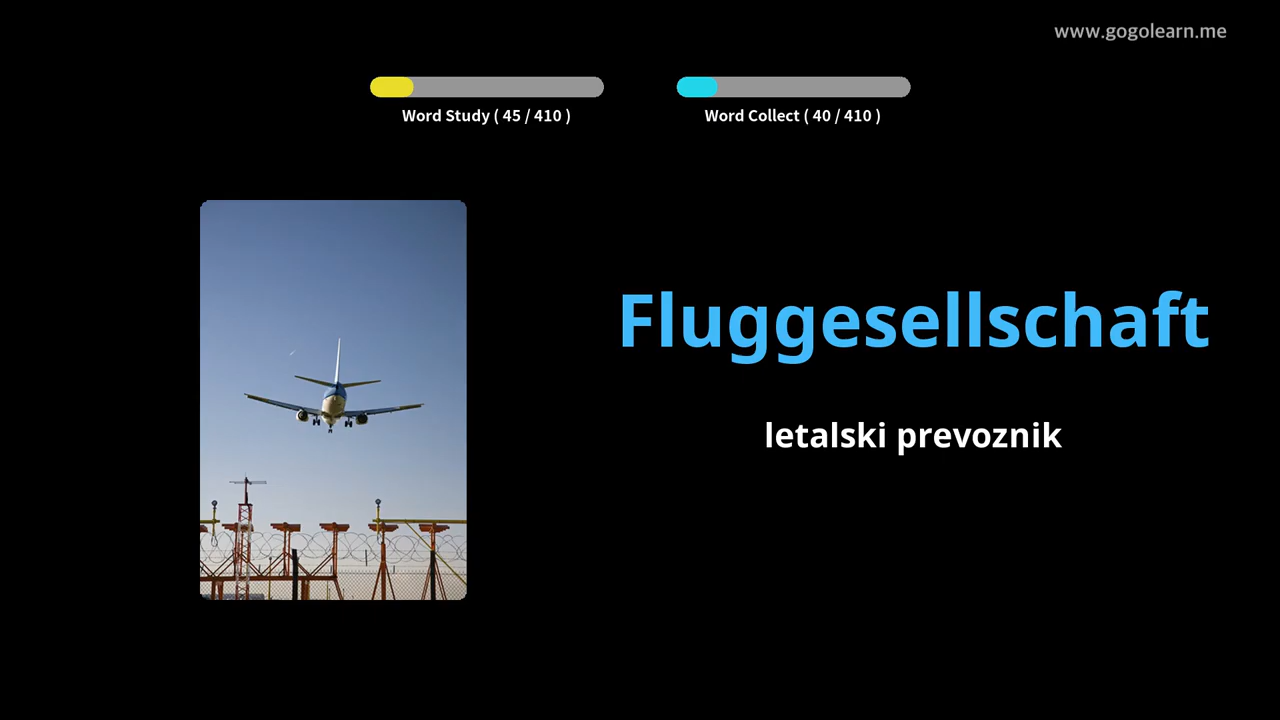 www.gogolearn.me
Word Study ( 45 / 410 )
Word Collect ( 40 / 410 )
Fluggesellschaft
letalski prevoznik